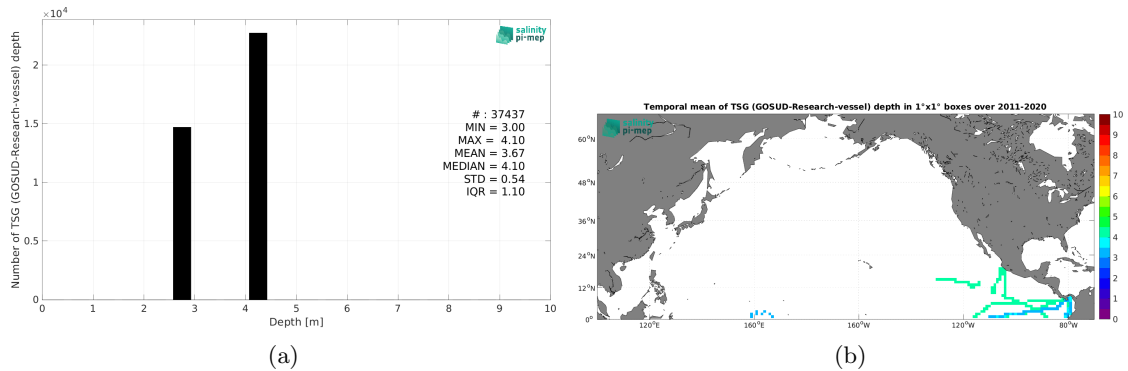 ×10⁴
Number of TSG (GOSUD-Research-vessel) depth
2
1.5
1
0.5
0
salinity
pi-mep
# : 37437
MIN = 3.00
MAX = 4.10
MEAN = 3.67
MEDIAN = 4.10
STD = 0.54
IQR = 1.10
0 1 2 3 4 5 6 7 8 9 10
Depth [m]
(a)
Temporal mean of TSG (GOSUD-Research-vessel) depth in 1°x1° boxes over 2011-2020
salinity
pi-mep
60°N
48°N
36°N
24°N
12°N
0°
120°E 160°E 160°W 120°W 80°W
10
9
8
7
6
5
4
3
2
1
0
(b)